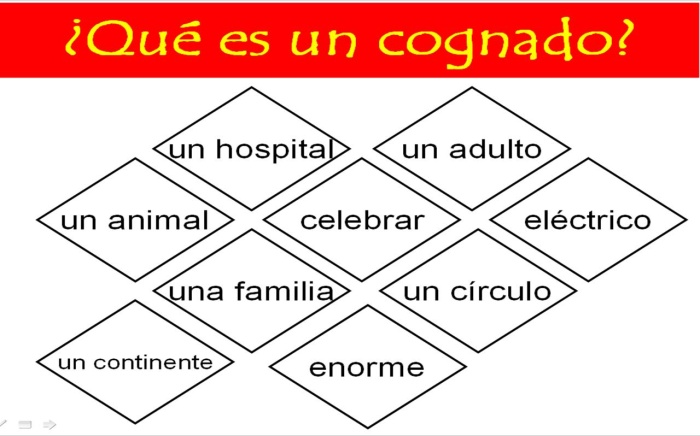 ¿Qué es un cognado?
un hospital
un adulto
un animal
celebrar
eléctrico
una familia
un círculo
un continente
enorme